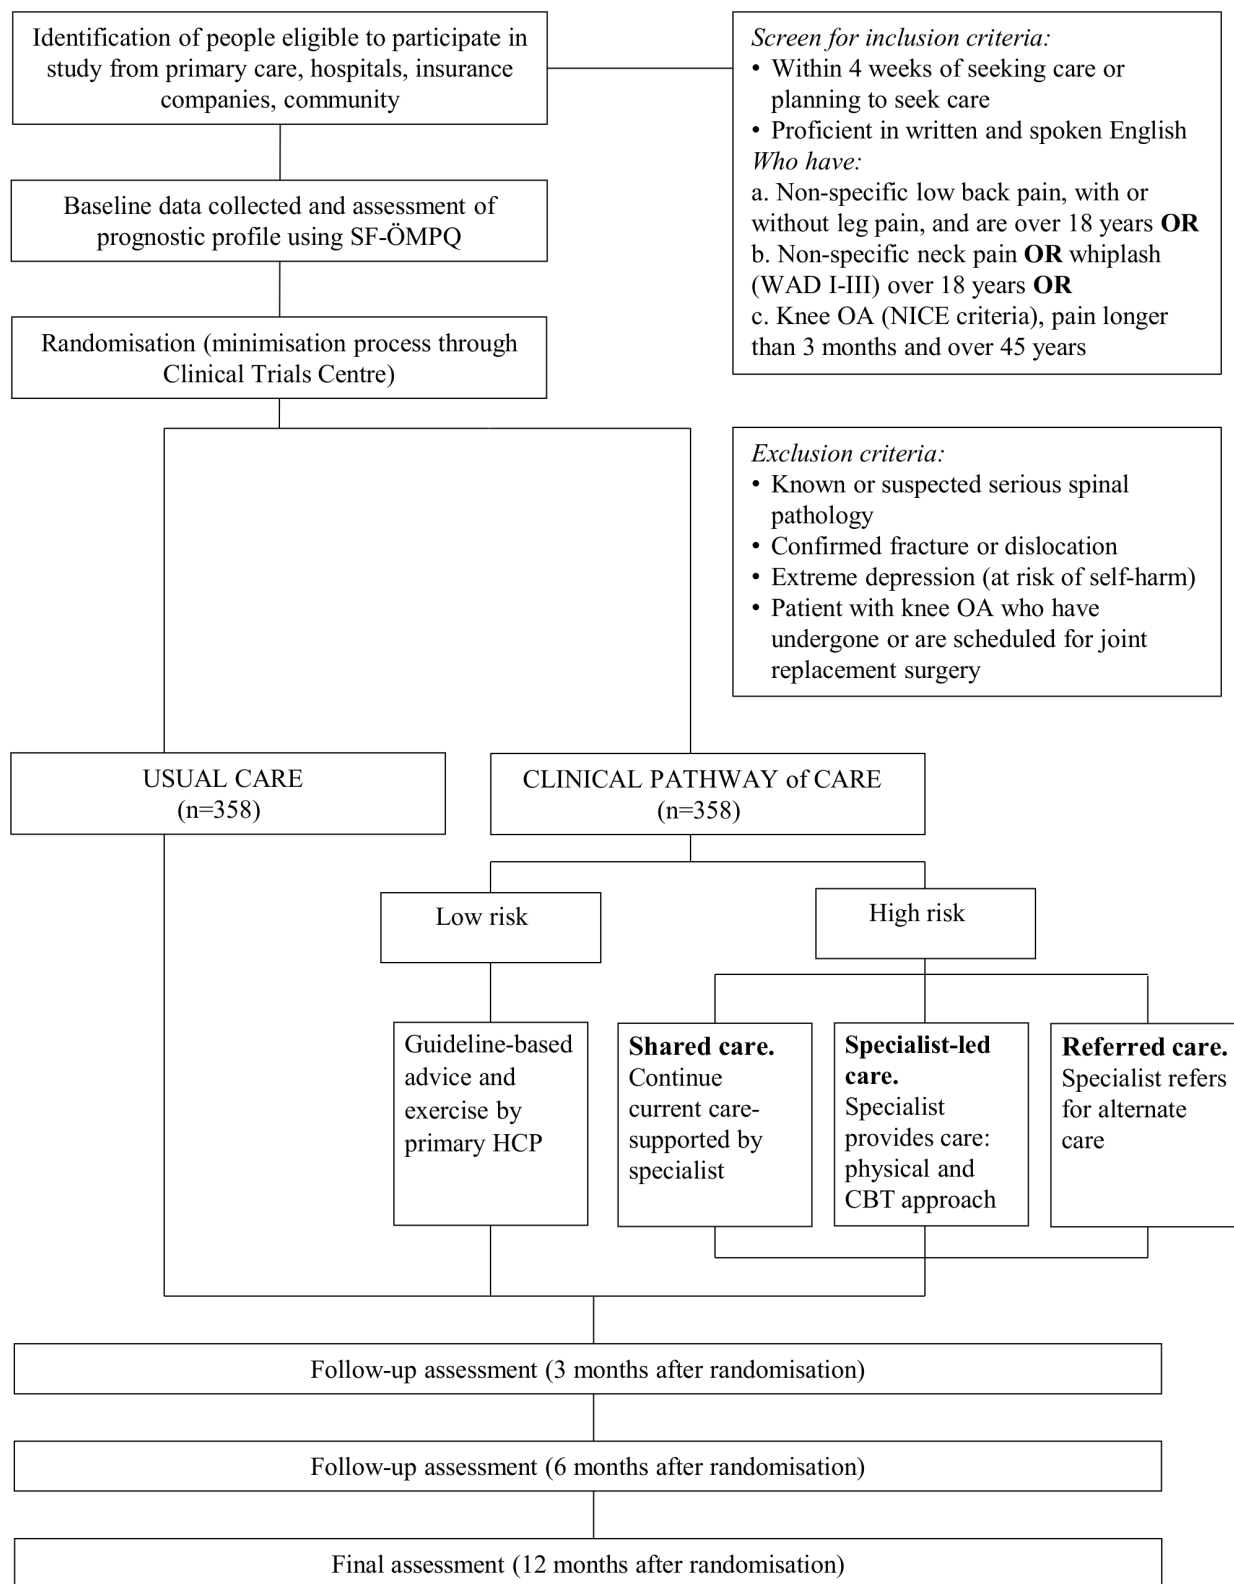 Identification of people eligible to participate in
study from primary care, hospitals, insurance
companies, community
Screen for inclusion criteria:
• Within 4 weeks of seeking care or
planning to seek care
• Proficient in written and spoken English
Who have:
a. Non-specific low back pain, with or
without leg pain, and are over 18 years OR
b. Non-specific neck pain OR whiplash
(WAD I-III) over 18 years OR
c. Knee OA (NICE criteria), pain longer
than 3 months and over 45 years
Baseline data collected and assessment of
prognostic profile using SF-ÖMPQ
Randomisation (minimisation process through
Clinical Trials Centre)
Exclusion criteria:
• Known or suspected serious spinal
pathology
• Confirmed fracture or dislocation
• Extreme depression (at risk of self-harm)
• Patient with knee OA who have
undergone or are scheduled for joint
replacement surgery
USUAL CARE
(n=358)
CLINICAL PATHWAY of CARE
(n=358)
Low risk
High risk
Guideline-based
advice and
exercise by
primary HCP
Shared care.
Continue
current care-
supported by
specialist
Specialist-led
care.
Specialist
provides care:
physical and
CBT approach
Referred care.
Specialist refers
for alternate
care
Follow-up assessment (3 months after randomisation)
Follow-up assessment (6 months after randomisation)
Final assessment (12 months after randomisation)